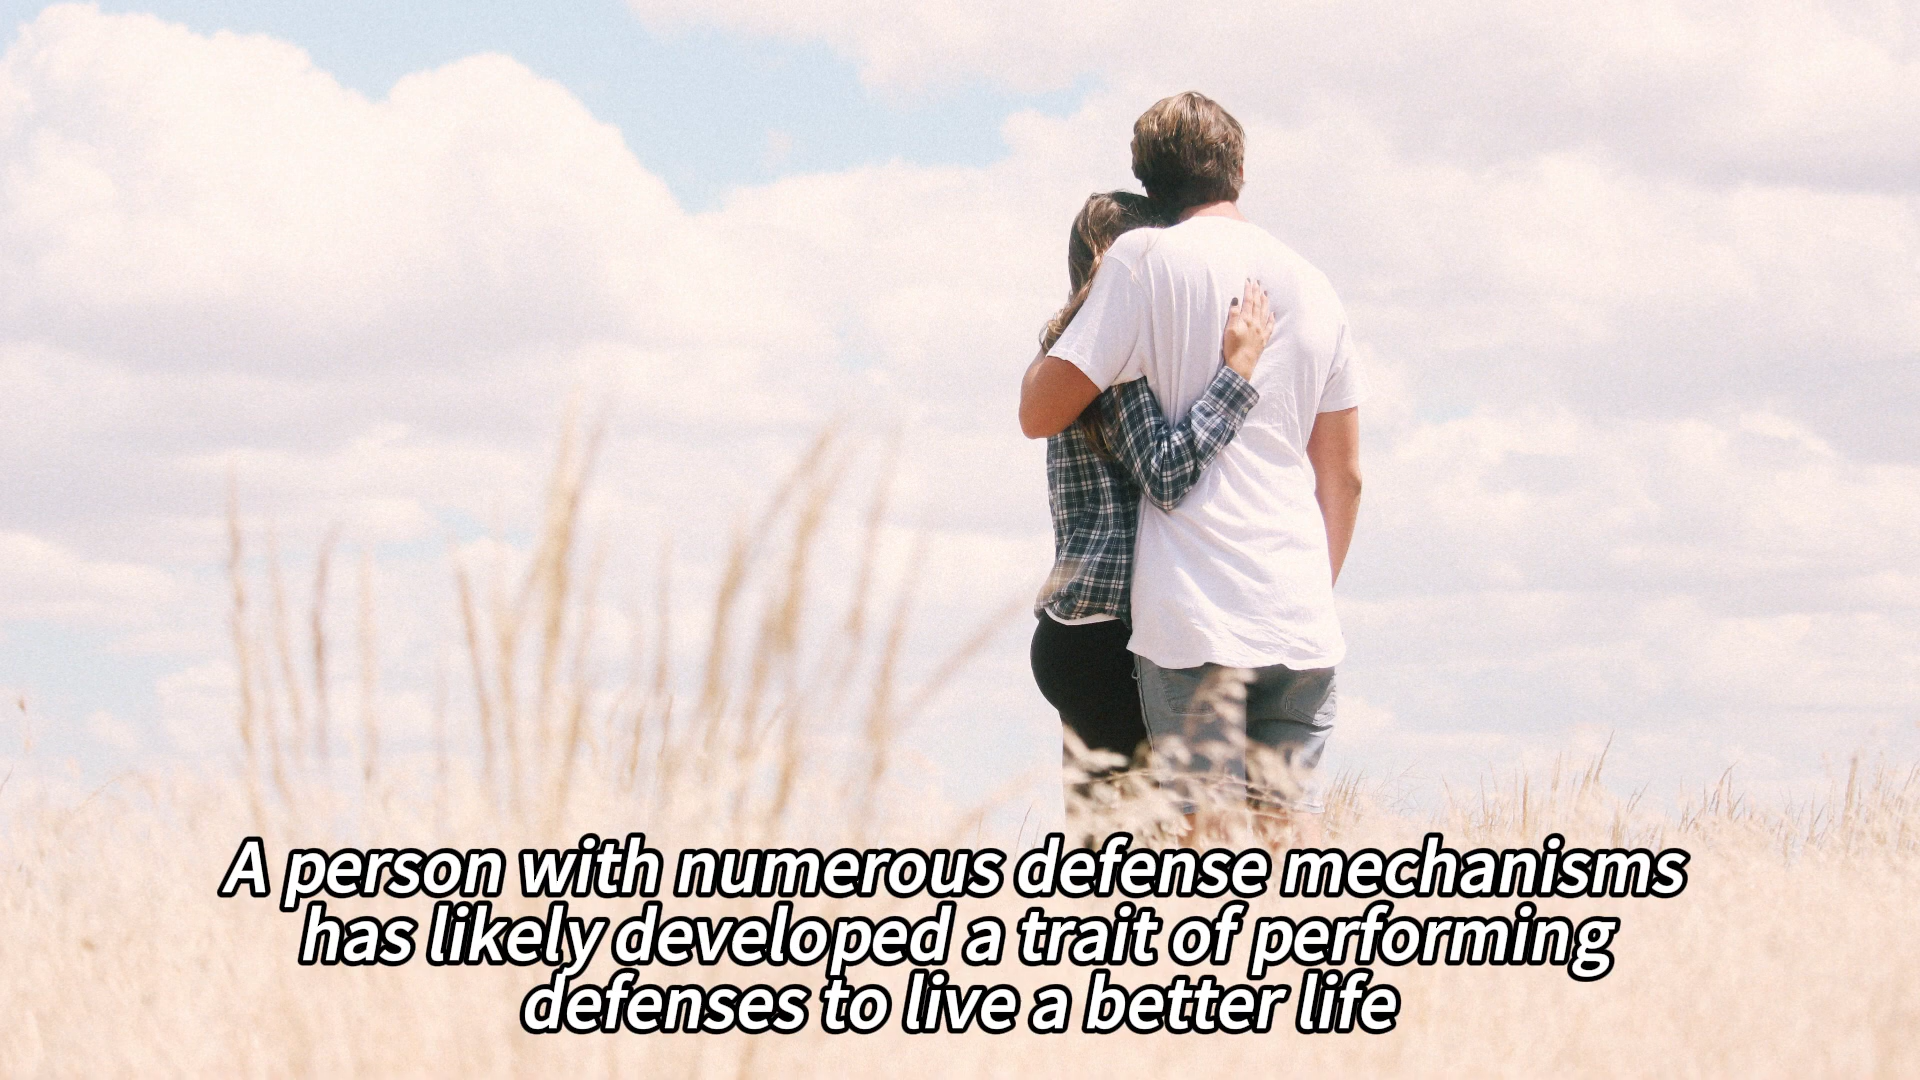 A person with numerous defense mechanisms
has likely developed a trait of performing
defenses to live a better life